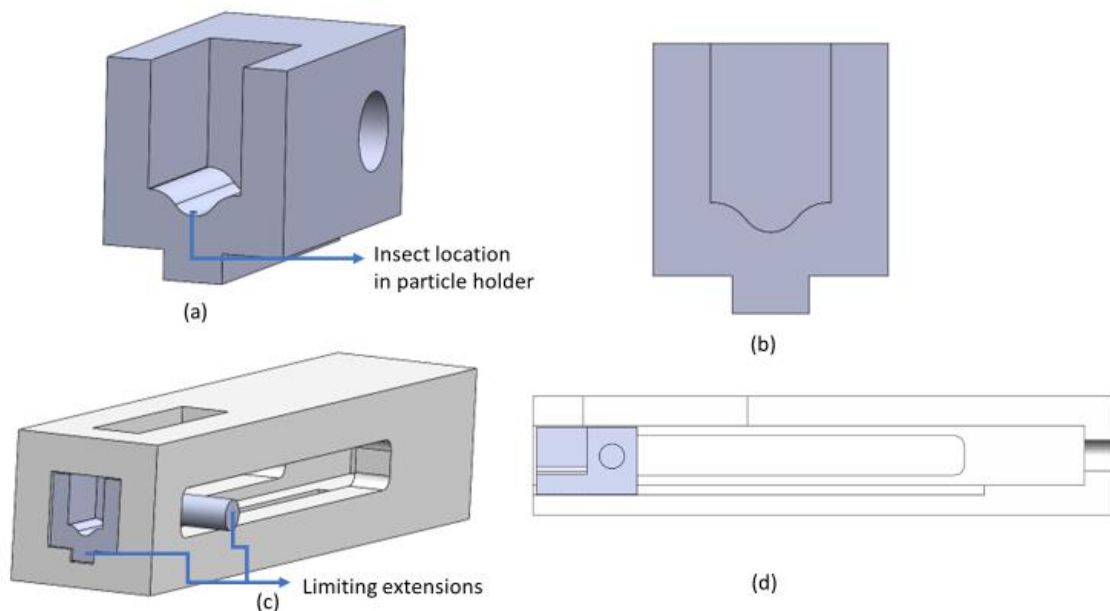 Insect location
in particle holder
(a)
(b)
Limiting extensions
(c)
(d)